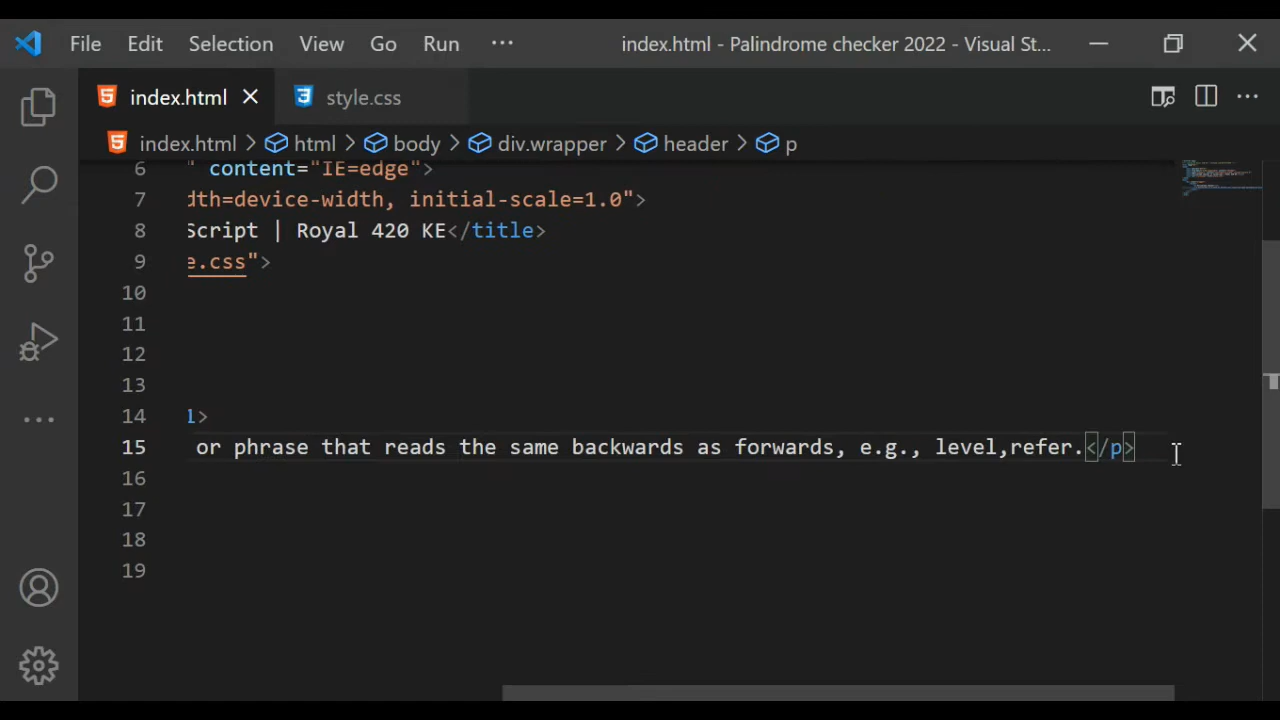 File Edit Selection View Go Run ··· index.html - Palindrome checker 2022 - Visual St...
index.html style.css
index.html > html > body > div.wrapper > header > p
6 " content="IE=edge">
7 dth=device-width, initial-scale=1.0">
8 Script | Royal 420 KE</title>
9 e.css">
10
11
12
13
14 1>
15 or phrase that reads the same backwards as forwards, e.g., level,refer.</p>
16
17
18
19